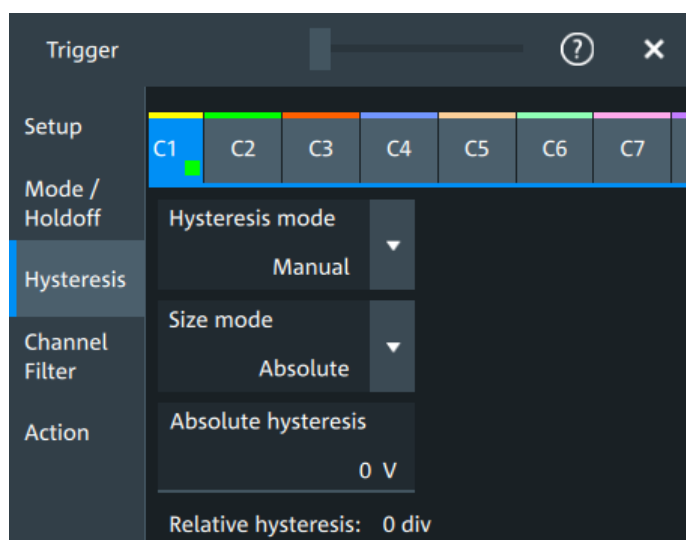 Trigger
?
Setup
Mode /
Holdoff
Hysteresis
Channel
Filter
Action
C1 C2 C3 C4 C5 C6 C7
Hysteresis mode
Manual
Size mode
Absolute
Absolute hysteresis
0 V
Relative hysteresis: 0 div